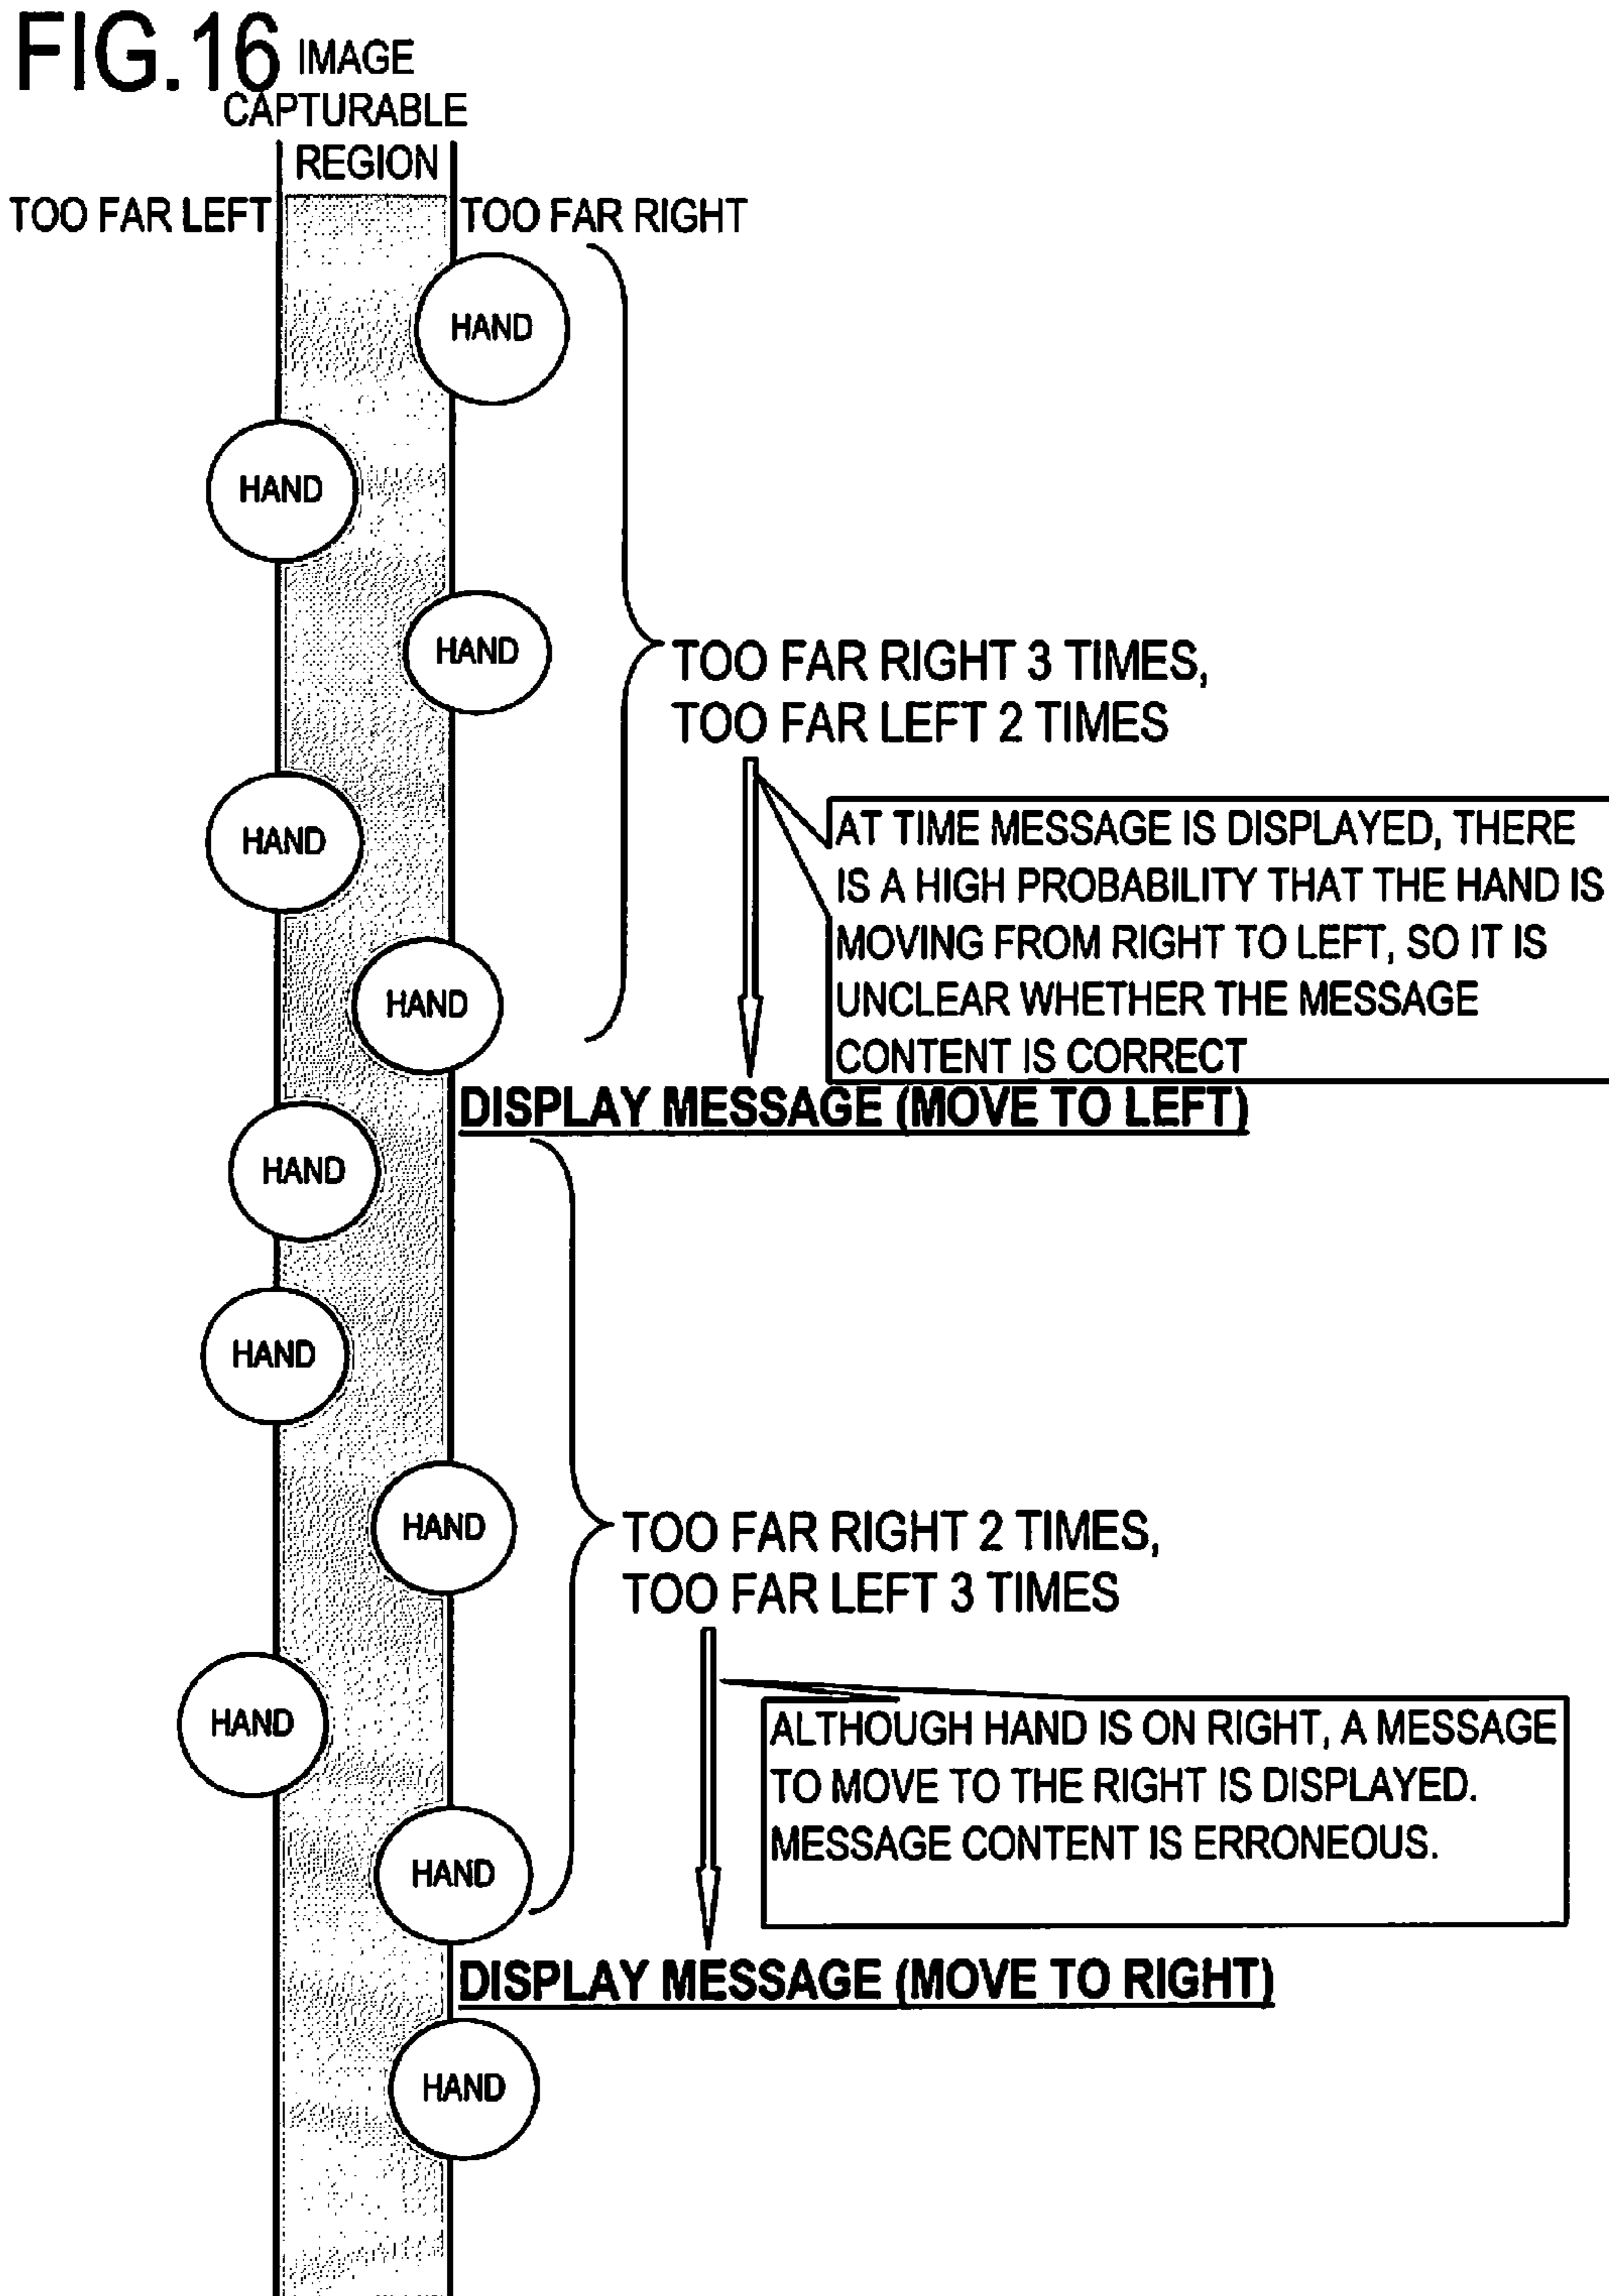 FIG.16
IMAGE
CAPTURABLE
REGION
TOO FAR LEFT
TOO FAR RIGHT
HAND
HAND
HAND
TOO FAR RIGHT 3 TIMES,
TOO FAR LEFT 2 TIMES
HAND
AT TIME MESSAGE IS DISPLAYED, THERE
IS A HIGH PROBABILITY THAT THE HAND IS
MOVING FROM RIGHT TO LEFT, SO IT IS
UNCLEAR WHETHER THE MESSAGE
CONTENT IS CORRECT
HAND
DISPLAY MESSAGE (MOVE TO LEFT)
HAND
HAND
HAND
TOO FAR RIGHT 2 TIMES,
TOO FAR LEFT 3 TIMES
HAND
ALTHOUGH HAND IS ON RIGHT, A MESSAGE
TO MOVE TO THE RIGHT IS DISPLAYED.
MESSAGE CONTENT IS ERRONEOUS.
HAND
DISPLAY MESSAGE (MOVE TO RIGHT)
HAND